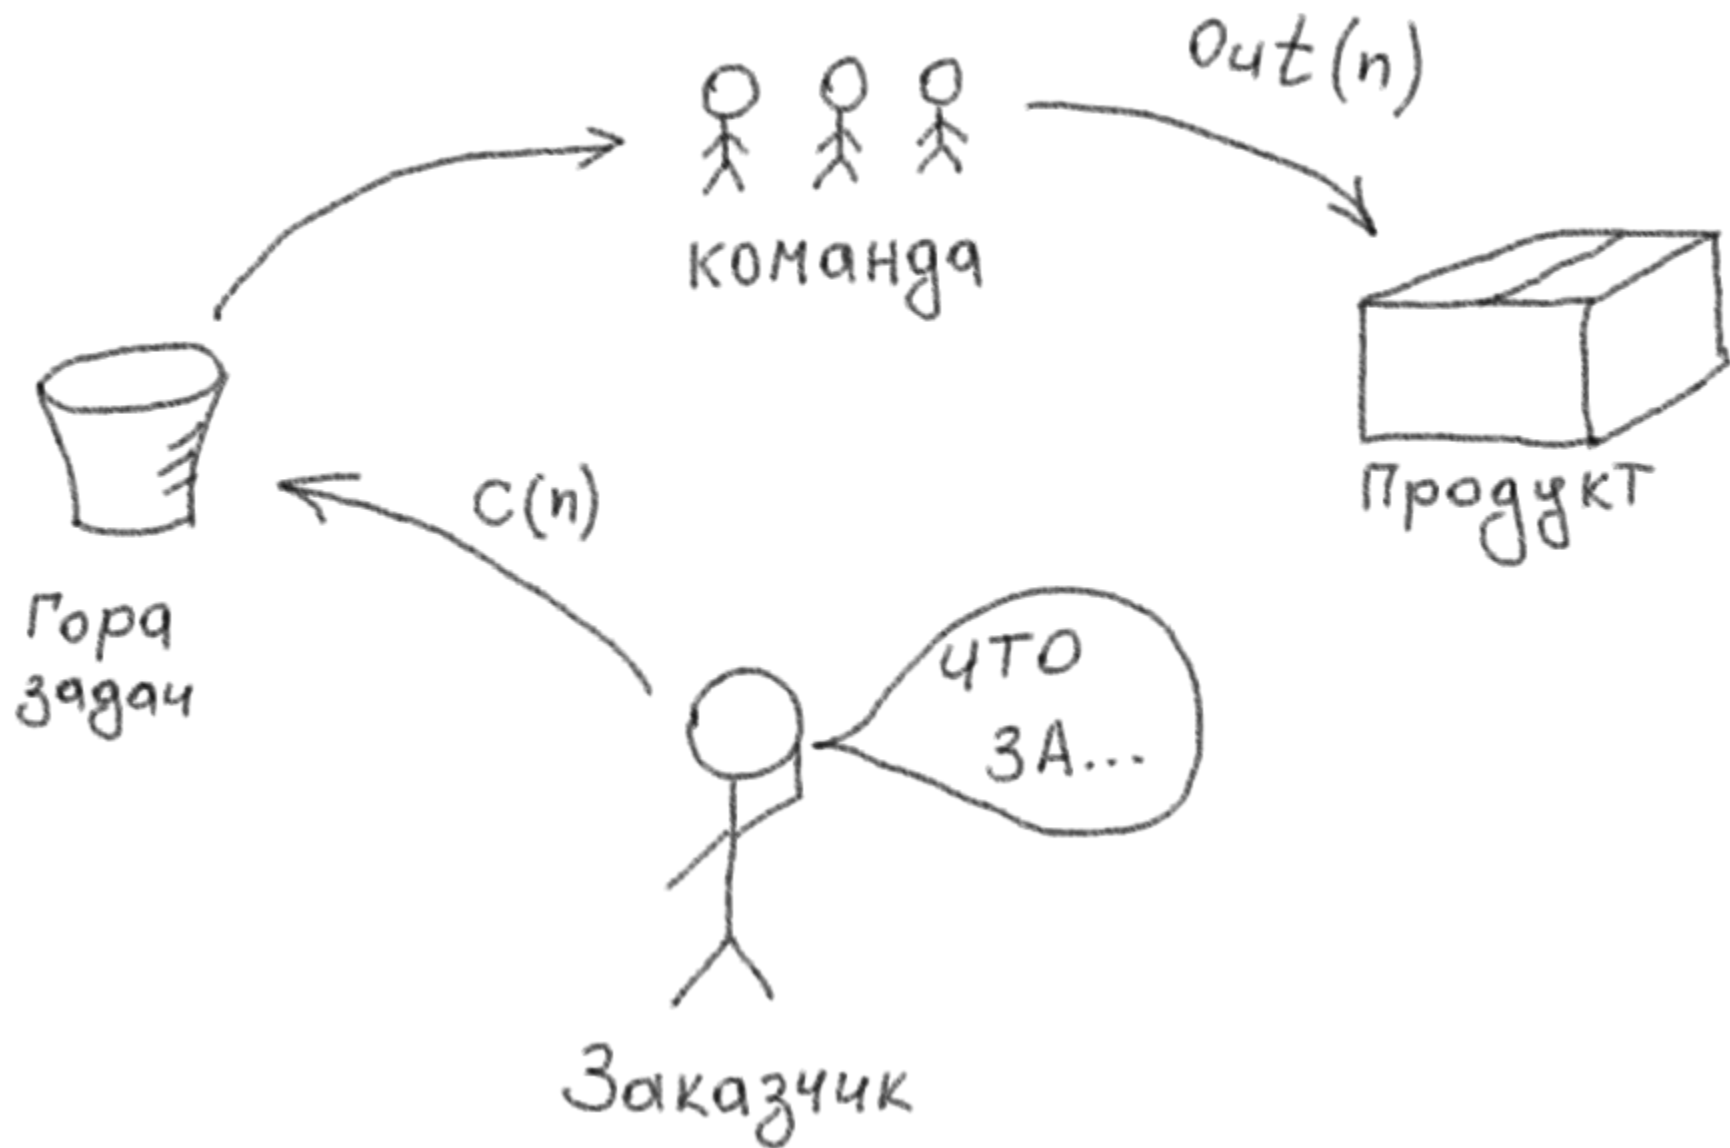 Out(n)
команда
Продукт
C(n)
Гора
задач
ЧТО
ЗА...
Заказчик